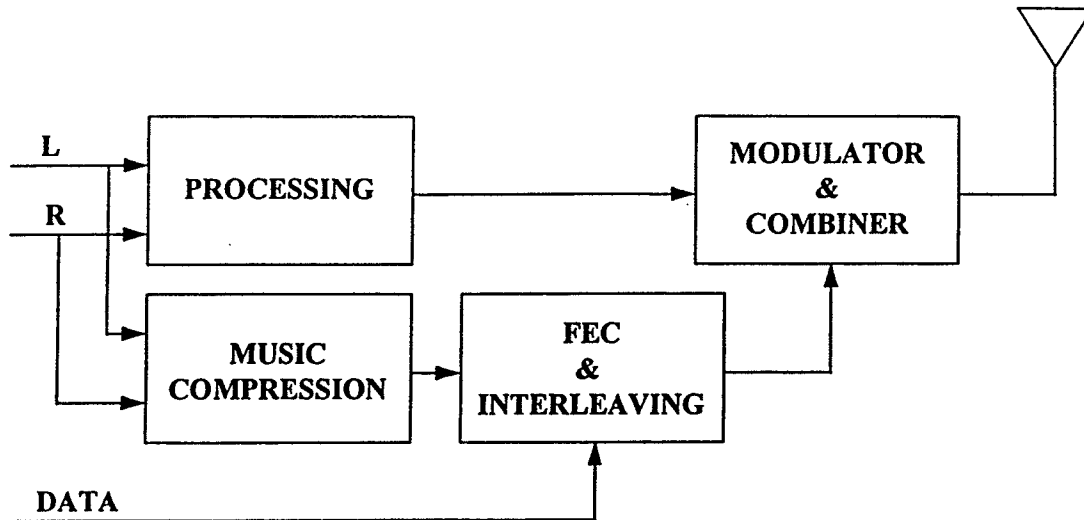 L
R
PROCESSING
MODULATOR
&
COMBINER
MUSIC
COMPRESSION
FEC
&
INTERLEAVING
DATA